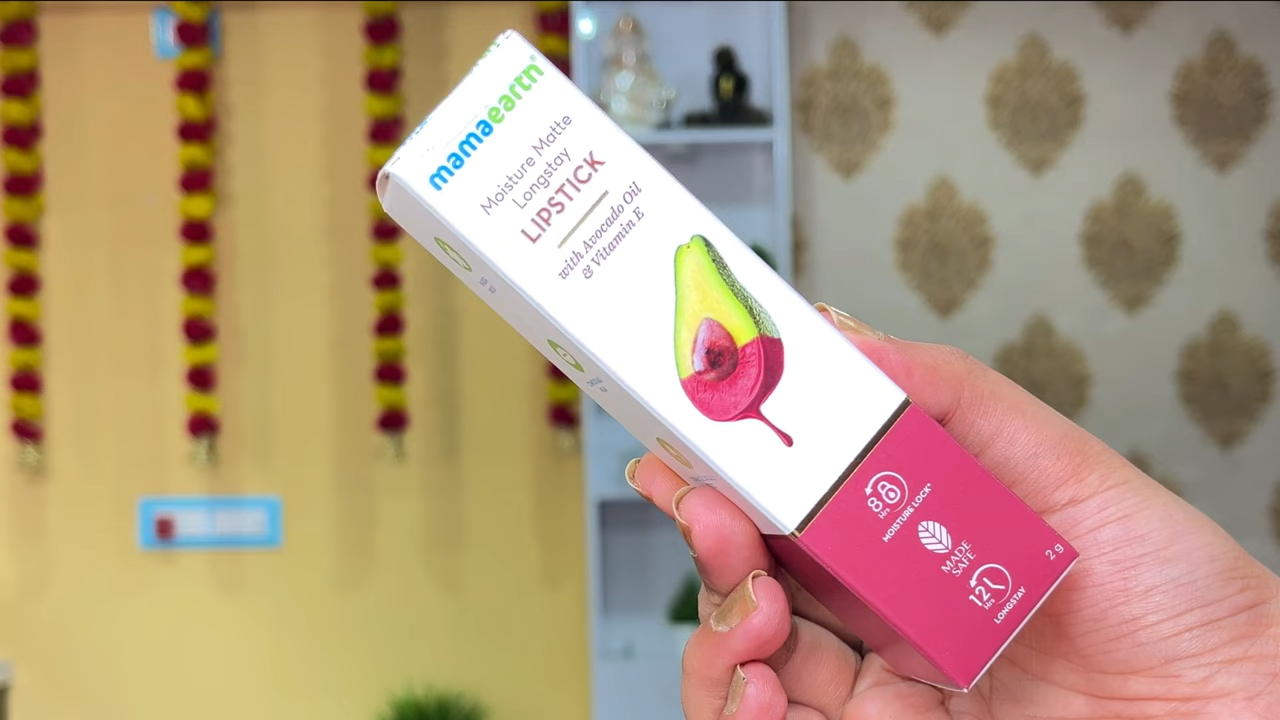 mamaearth®
Moisture Matte
Longstay
LIPSTICK
with Avocado Oil
& Vitamin E
8
Hrs
MOISTURE LOCK*
MADE
SAFE
12
Hrs
LONGSTAY
2 g